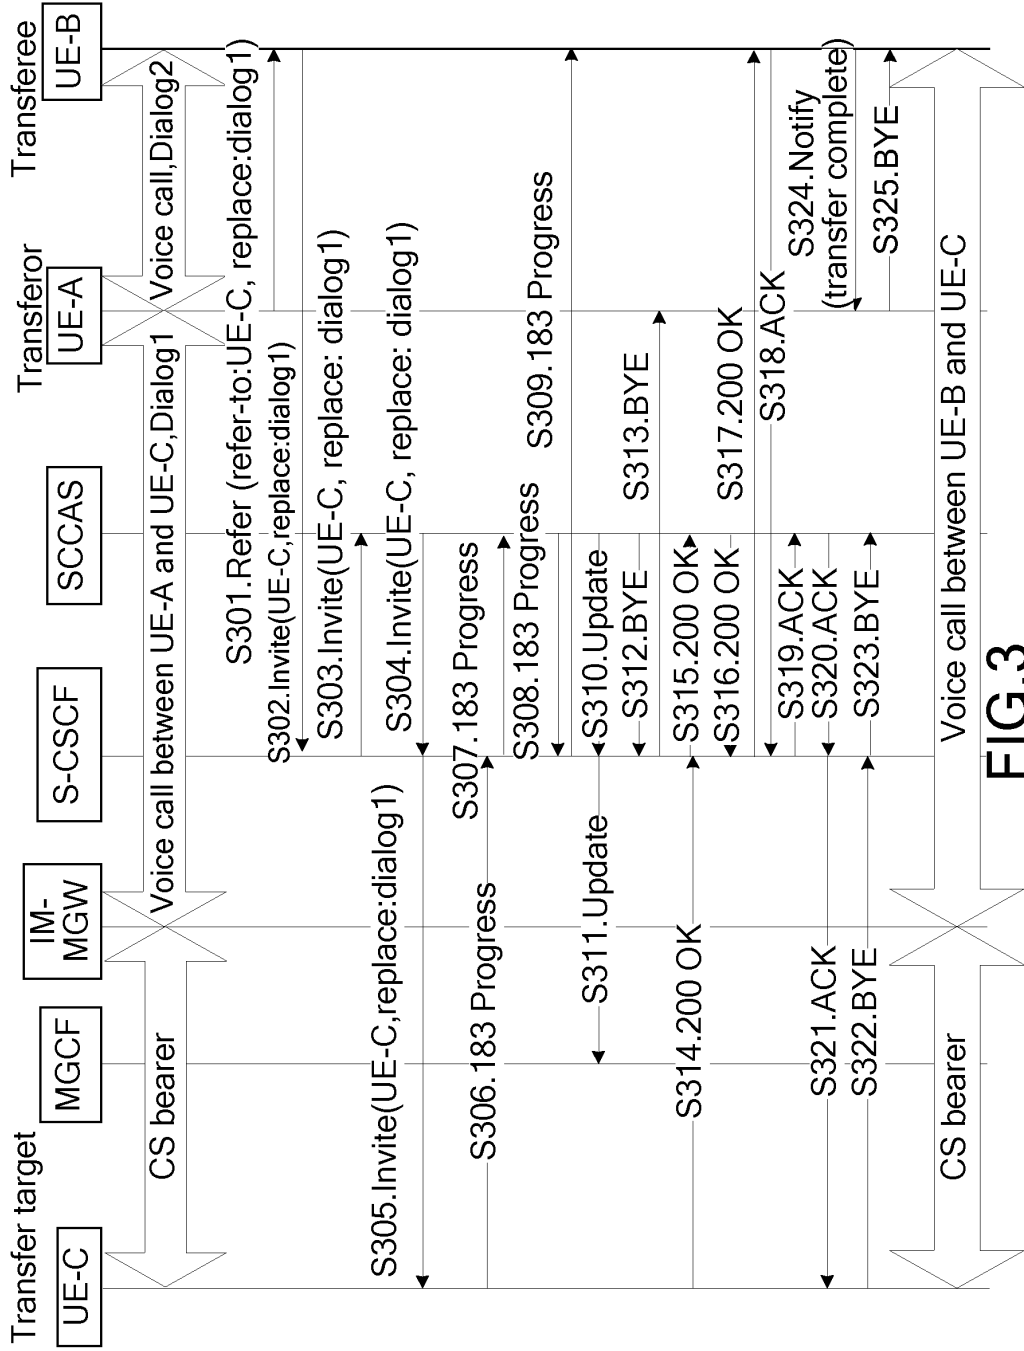 Transfer target
Transferor
Transferee
UE-C
MGCF
IM-
MGW
S-CSCF
SCCAS
UE-A
UE-B
CS bearer
Voice call between UE-A and UE-C,Dialog1
Voice call,Dialog2
S301.Refer (refer-to:UE-C, replace:dialog1)
S302.Invite(UE-C,replace:dialog1)
S303.Invite(UE-C, replace: dialog1)
S304.Invite(UE-C, replace: dialog1)
S305.Invite(UE-C,replace:dialog1)
S306.183 Progress
S307.183 Progress
S308.183 Progress
S309.183 Progress
S310.Update
S311.Update
S312.BYE
S313.BYE
S314.200 OK
S315.200 OK
S316.200 OK
S317.200 OK
S318.ACK
S319.ACK
S320.ACK
S321.ACK
S322.BYE
S323.BYE
S324.Notify
(transfer complete)
S325.BYE
CS bearer
Voice call between UE-B and UE-C
FIG.3